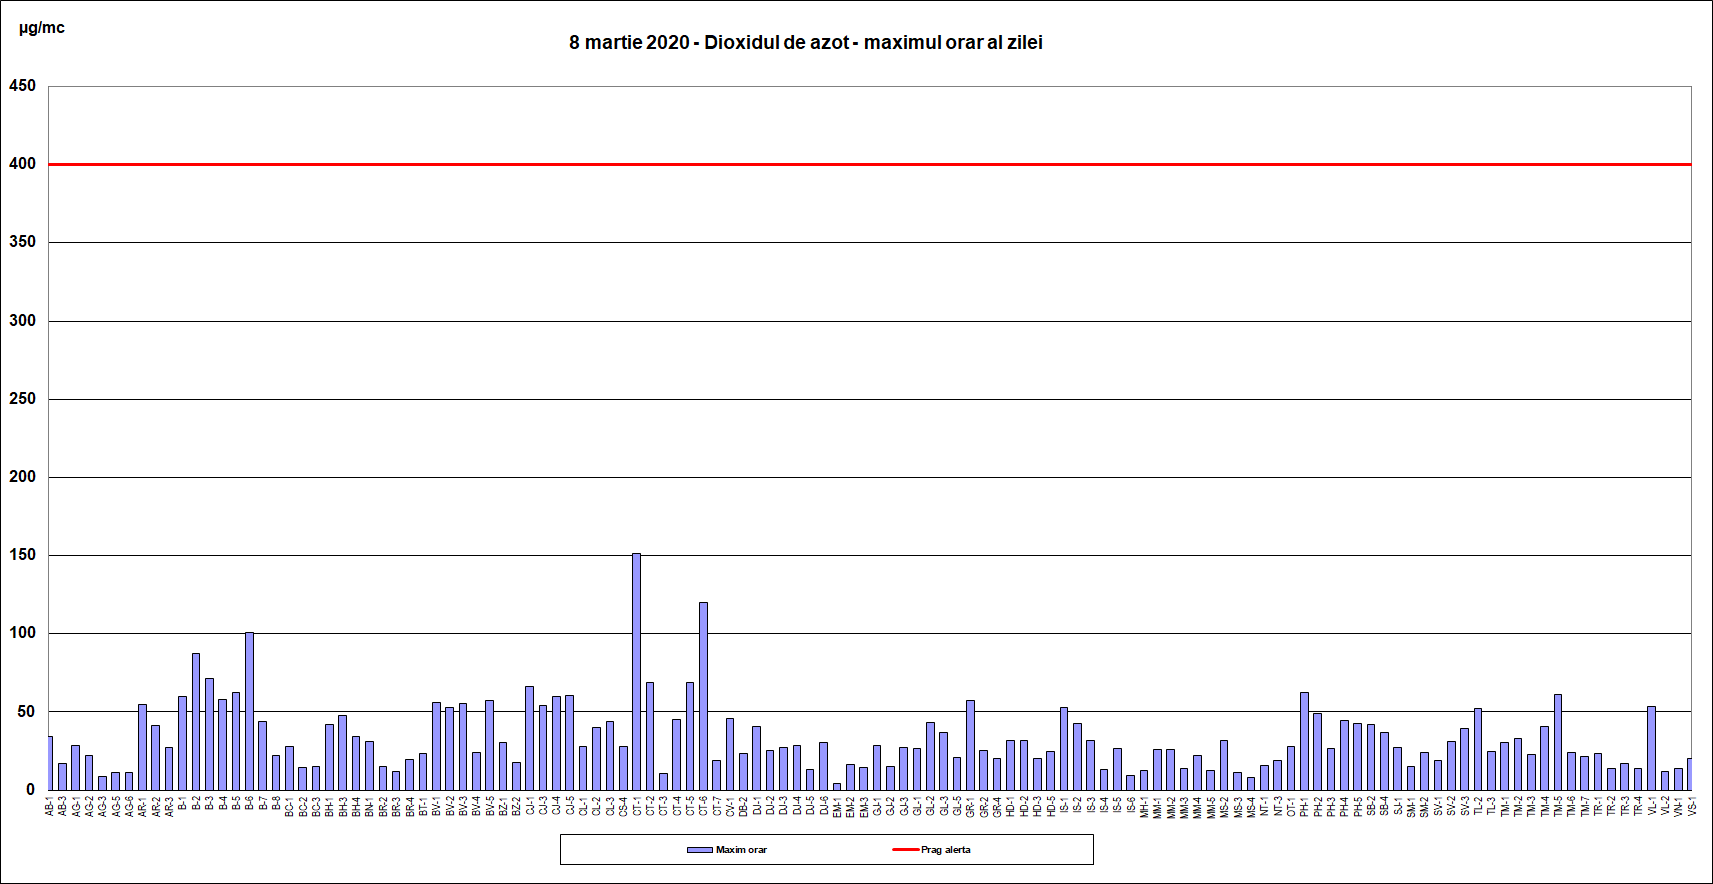 µg/mc
8 martie 2020 - Dioxidul de azot - maximul orar al zilei
450
400
350
300
250
200
150
100
50
0
AB-1 AB-3 AG-1 AG-2 AG-3 AG-5 AG-6 AR-1 AR-2 AR-3 B-1 B-2 B-3 B-4 B-5 B-6 B-7 B-8 BC-1 BC-2 BC-3 BH-1 BH-3 BH-4 BN-1 BR-2 BR-3 BR-4 BT-1 BV-1 BV-2 BV-3 BV-4 BV-5 BZ-1 BZ-2 CJ-1 CJ-3 CJ-4 CJ-5 CL-1 CL-2 CL-3 CS-4 CT-1 CT-2 CT-3 CT-4 CT-5 CT-6 CT-7 CV-1 DB-2 DJ-1 DJ-2 DJ-3 DJ-4 DJ-5 DJ-6 EM-1 EM-2 EM-3 GJ-1 GJ-2 GJ-3 GL-1 GL-2 GL-3 GL-5 GR-1 GR-2 GR-4 HD-1 HD-2 HD-3 HD-5 IS-1 IS-2 IS-3 IS-4 IS-5 IS-6 MH-1 MM-1 MM-2 MM-3 MM-4 MM-5 MS-2 MS-3 MS-4 NT-1 NT-3 OT-1 PH-1 PH-2 PH-3 PH-4 PH-5 SB-2 SB-4 SJ-1 SM-1 SM-2 SV-1 SV-2 SV-3 TL-2 TL-3 TM-1 TM-2 TM-3 TM-4 TM-5 TM-6 TM-7 TR-1 TR-2 TR-3 TR-4 VL-1 VL-2 VN-1 VS-1
Maxim orar Prag alerta